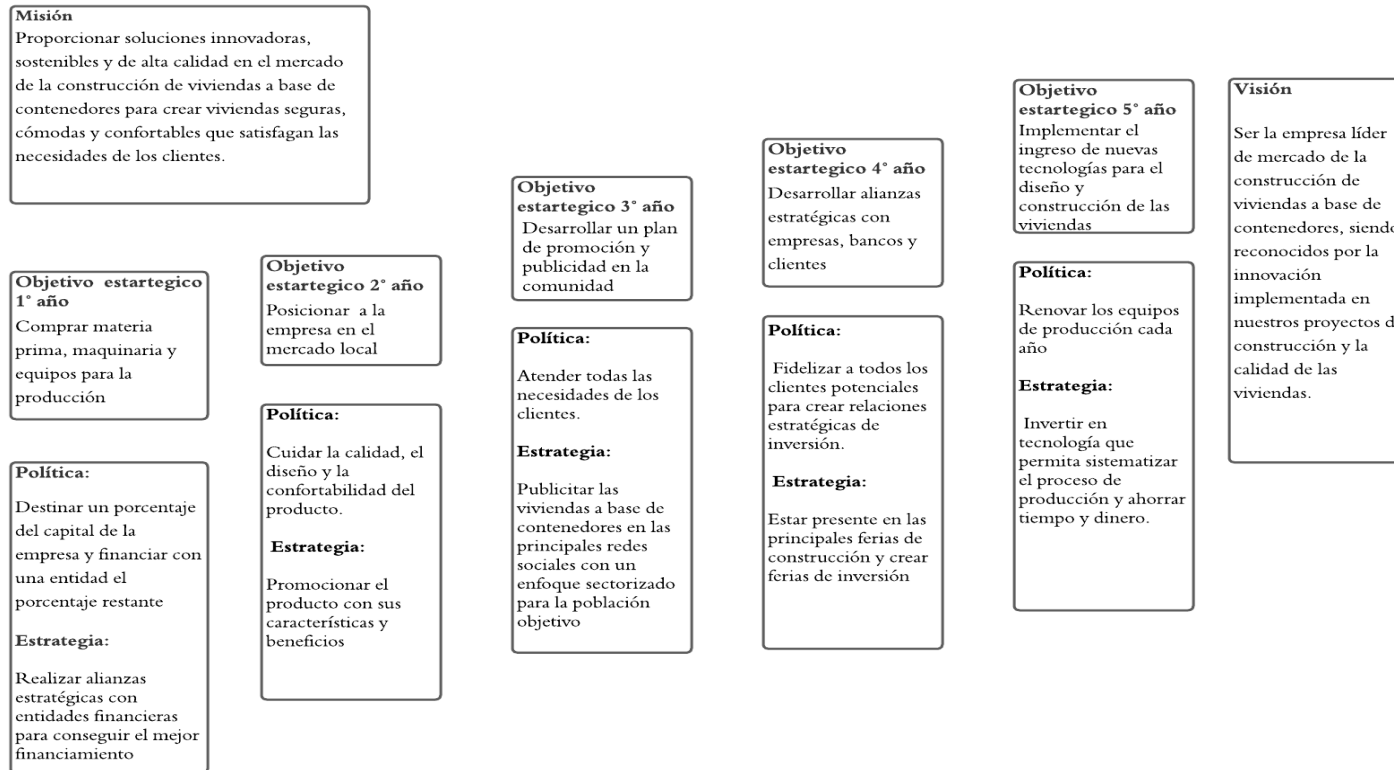 Misión
Proporcionar soluciones innovadoras,
sostenibles y de alta calidad en el mercado
de la construcción de viviendas a base de
contenedores para crear viviendas seguras,
cómodas y confortables que satisfagan las
necesidades de los clientes.
Objetivo estartegico
1° año
Comprar materia
prima, maquinaria y
equipos para la
producción
Política:
Destinar un porcentaje
del capital de la
empresa y financiar con
una entidad el
porcentaje restante
Estrategia:
Realizar alianzas
estratégicas con
entidades financieras
para conseguir el mejor
financiamiento
Objetivo
estartegico 2° año
Posicionar a la
empresa en el
mercado local
Política:
Cuidar la calidad, el
diseño y la
confortabilidad del
producto.
Estrategia:
Promocionar el
producto con sus
características y
beneficios
Objetivo
estartegico 3° año
Desarrollar un plan
de promoción y
publicidad en la
comunidad
Política:
Atender todas las
necesidades de los
clientes.
Estrategia:
Publicitar las
viviendas a base de
contenedores en las
principales redes
sociales con un
enfoque sectorizado
para la población
objetivo
Objetivo
estartegico 4° año
Desarrollar alianzas
estratégicas con
empresas, bancos y
clientes
Política:
Fidelizar a todos los
clientes potenciales
para crear relaciones
estratégicas de
inversión.
Estrategia:
Estar presente en las
principales ferias de
construcción y crear
ferias de inversión
Objetivo
estartegico 5° año
Implementar el
ingreso de nuevas
tecnologías para el
diseño y
construcción de las
viviendas
Política:
Renovar los equipos
de producción cada
año
Estrategia:
Invertir en
tecnología que
permita sistematizar
el proceso de
producción y ahorrar
tiempo y dinero.
Visión
Ser la empresa líder
de mercado de la
construcción de
viviendas a base de
contenedores, siendo
reconocidos por la
innovación
implementada en
nuestros proyectos d
construcción y la
calidad de las
viviendas.